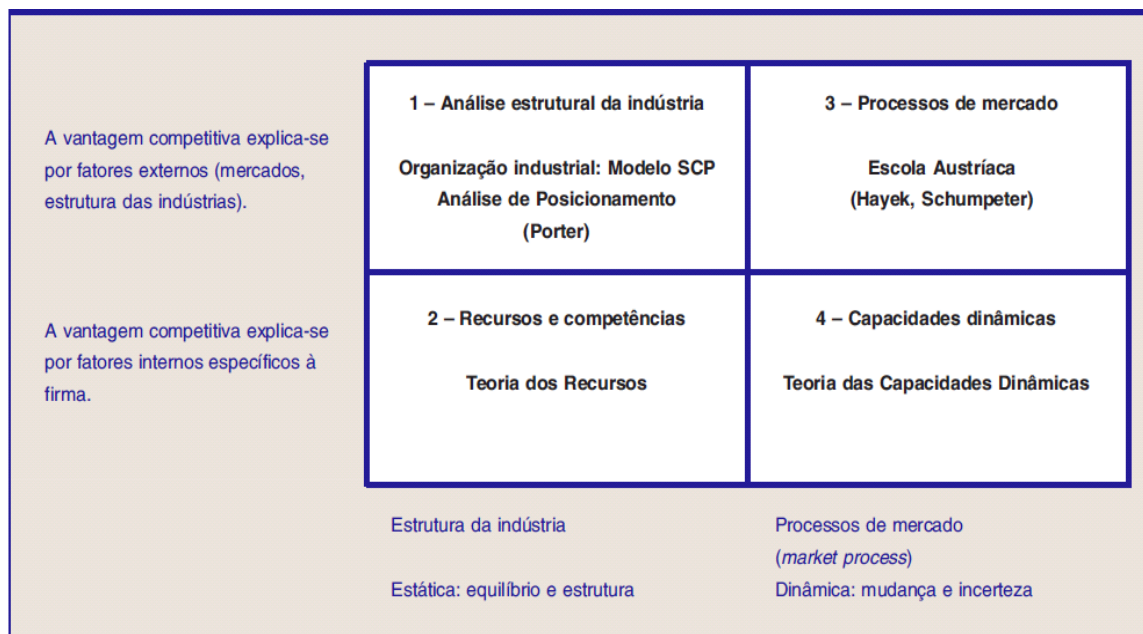 A vantagem competitiva explica-se
por fatores externos (mercados,
estrutura das indústrias).
1 – Análise estrutural da indústria
Organização industrial: Modelo SCP
Análise de Posicionamento
(Porter)
3 – Processos de mercado
Escola Austríaca
(Hayek, Schumpeter)
A vantagem competitiva explica-se
por fatores internos específicos à
firma.
2 – Recursos e competências
Teoria dos Recursos
4 – Capacidades dinâmicas
Teoria das Capacidades Dinâmicas
Estrutura da indústria
Estática: equilíbrio e estrutura
Processos de mercado
(market process)
Dinâmica: mudança e incerteza